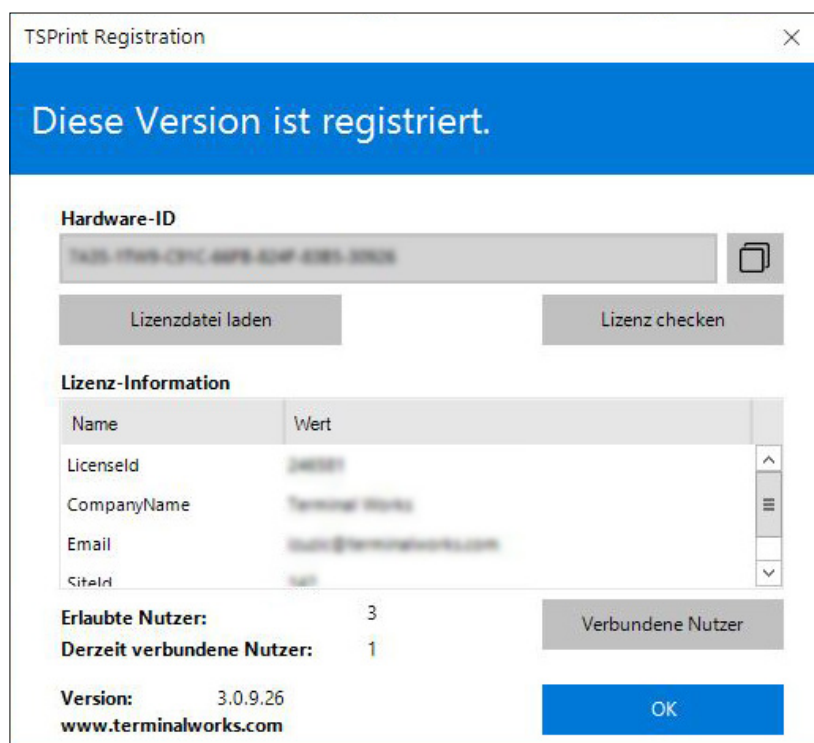 TSPrint Registration
Diese Version ist registriert.
Hardware-ID
Lizenzdatei laden
Lizenz checken
Lizenz-Information
Name Wert
LicenseId
CompanyName Terminal Works
Email
SiteId
Erlaubte Nutzer: 3
Verbundene Nutzer
Derzeit verbundene Nutzer: 1
Version: 3.0.9.26
OK
www.terminalworks.com